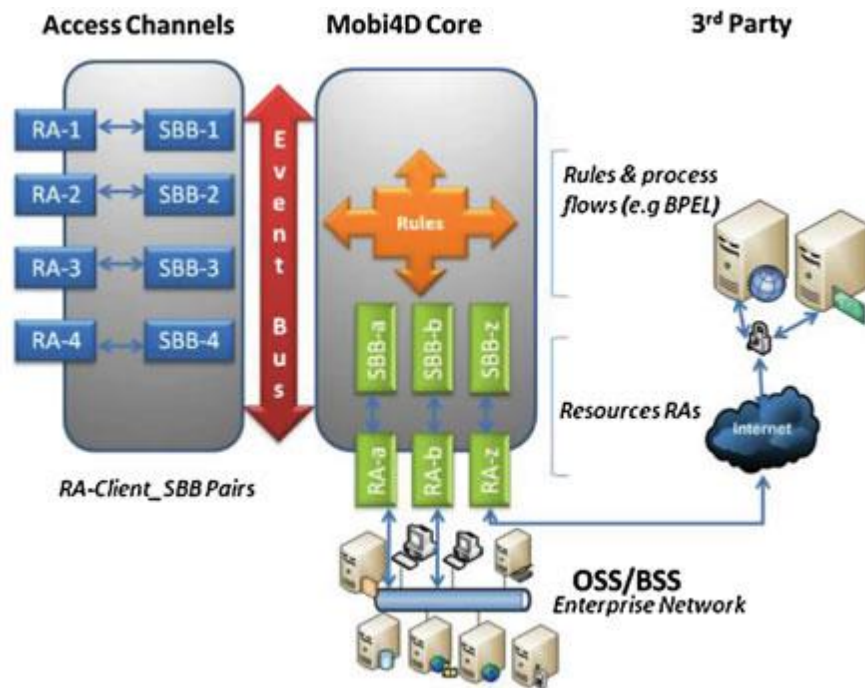 Access Channels
Mobi4D Core
3rd Party
RA-1
SBB-1
RA-2
SBB-2
RA-3
SBB-3
RA-4
SBB-4
Event Bus
Rules
Rules & process
flows (e.g BPEL)
SBB-a
SBB-b
SBB-z
Resources RAs
Internet
RA-a
RA-b
RA-z
RA-Client_SBB Pairs
OSS/BSS
Enterprise Network